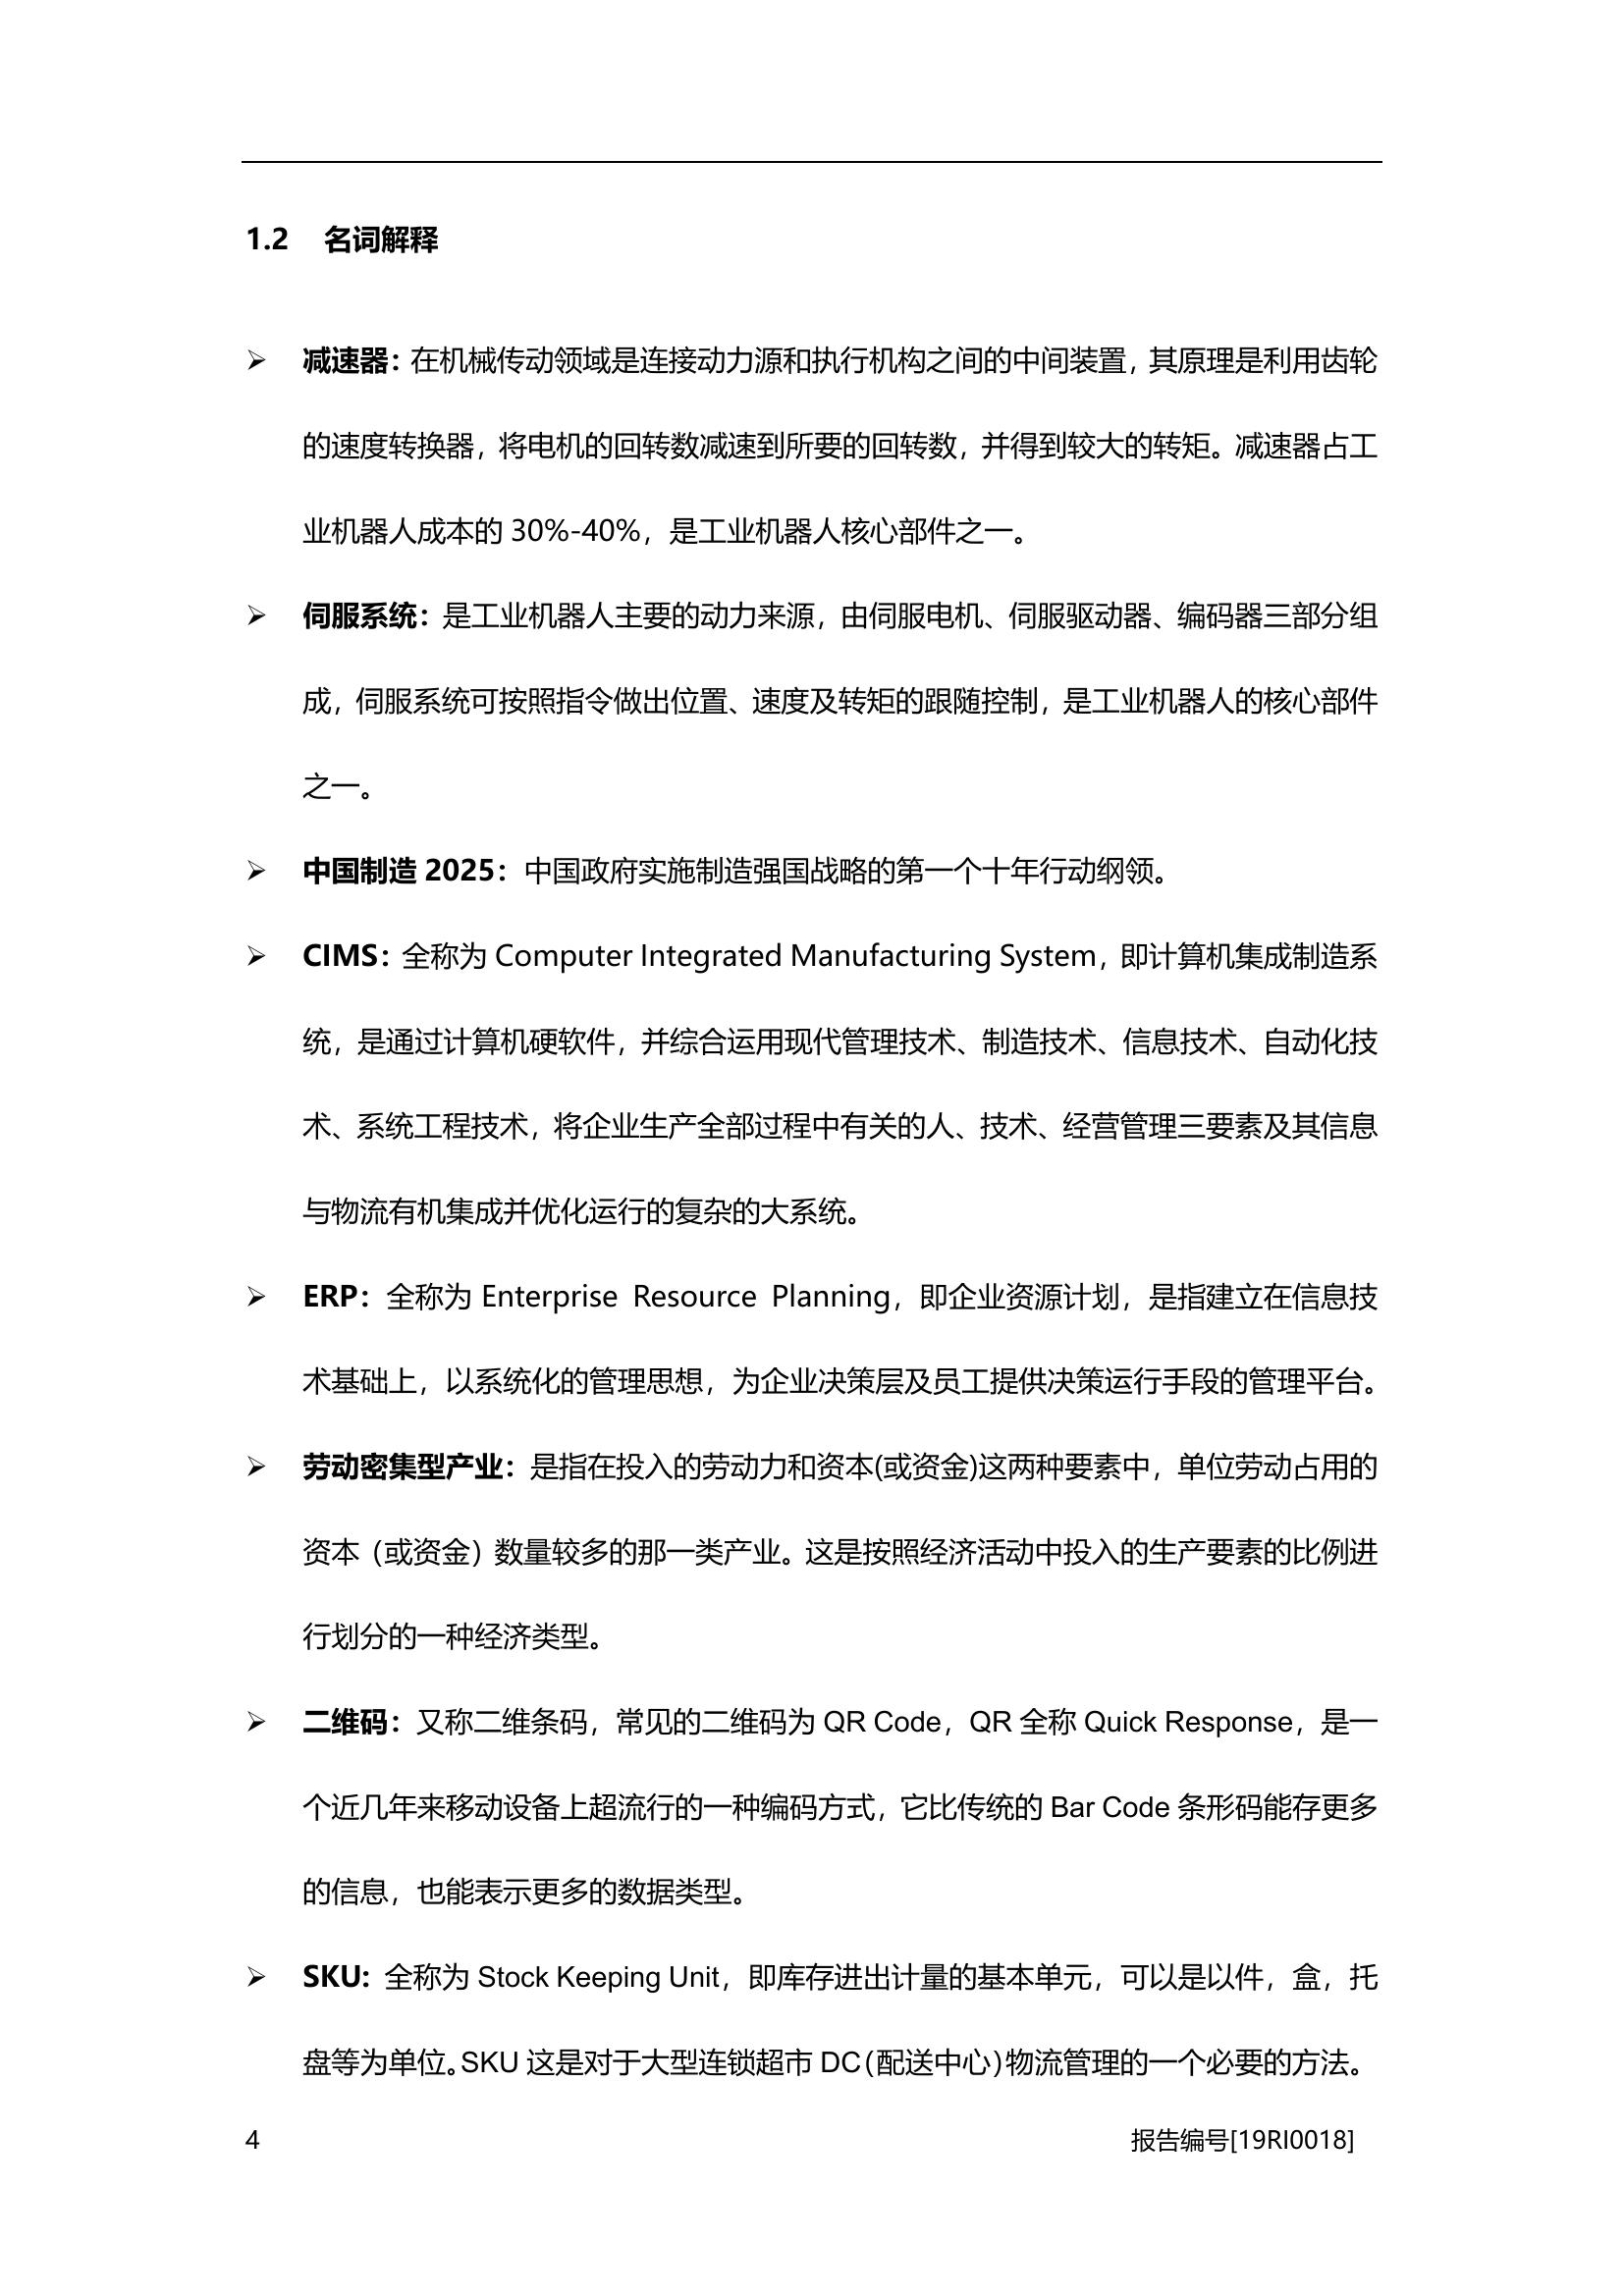 1.2 名词解释
➢ 减速器：在机械传动领域是连接动力源和执行机构之间的中间装置，其原理是利用齿轮
的速度转换器，将电机的回转数减速到所要的回转数，并得到较大的转矩。减速器占工
业机器人成本的 30%-40%，是工业机器人核心部件之一。
➢ 伺服系统：是工业机器人主要的动力来源，由伺服电机、伺服驱动器、编码器三部分组
成，伺服系统可按照指令做出位置、速度及转矩的跟随控制，是工业机器人的核心部件
之一。
➢ 中国制造 2025：中国政府实施制造强国战略的第一个十年行动纲领。
➢ CIMS：全称为 Computer Integrated Manufacturing System，即计算机集成制造系
统，是通过计算机硬软件，并综合运用现代管理技术、制造技术、信息技术、自动化技
术、系统工程技术，将企业生产全部过程中有关的人、技术、经营管理三要素及其信息
与物流有机集成并优化运行的复杂的大系统。
➢ ERP：全称为 Enterprise Resource Planning，即企业资源计划，是指建立在信息技
术基础上，以系统化的管理思想，为企业决策层及员工提供决策运行手段的管理平台。
➢ 劳动密集型产业：是指在投入的劳动力和资本(或资金)这两种要素中，单位劳动占用的
资本（或资金）数量较多的那一类产业。这是按照经济活动中投入的生产要素的比例进
行划分的一种经济类型。
➢ 二维码：又称二维条码，常见的二维码为 QR Code，QR 全称 Quick Response，是一
个近几年来移动设备上超流行的一种编码方式，它比传统的 Bar Code 条形码能存更多
的信息，也能表示更多的数据类型。
➢ SKU: 全称为 Stock Keeping Unit，即库存进出计量的基本单元，可以是以件，盒，托
盘等为单位。SKU 这是对于大型连锁超市 DC（配送中心）物流管理的一个必要的方法。
4 报告编号[19RI0018]